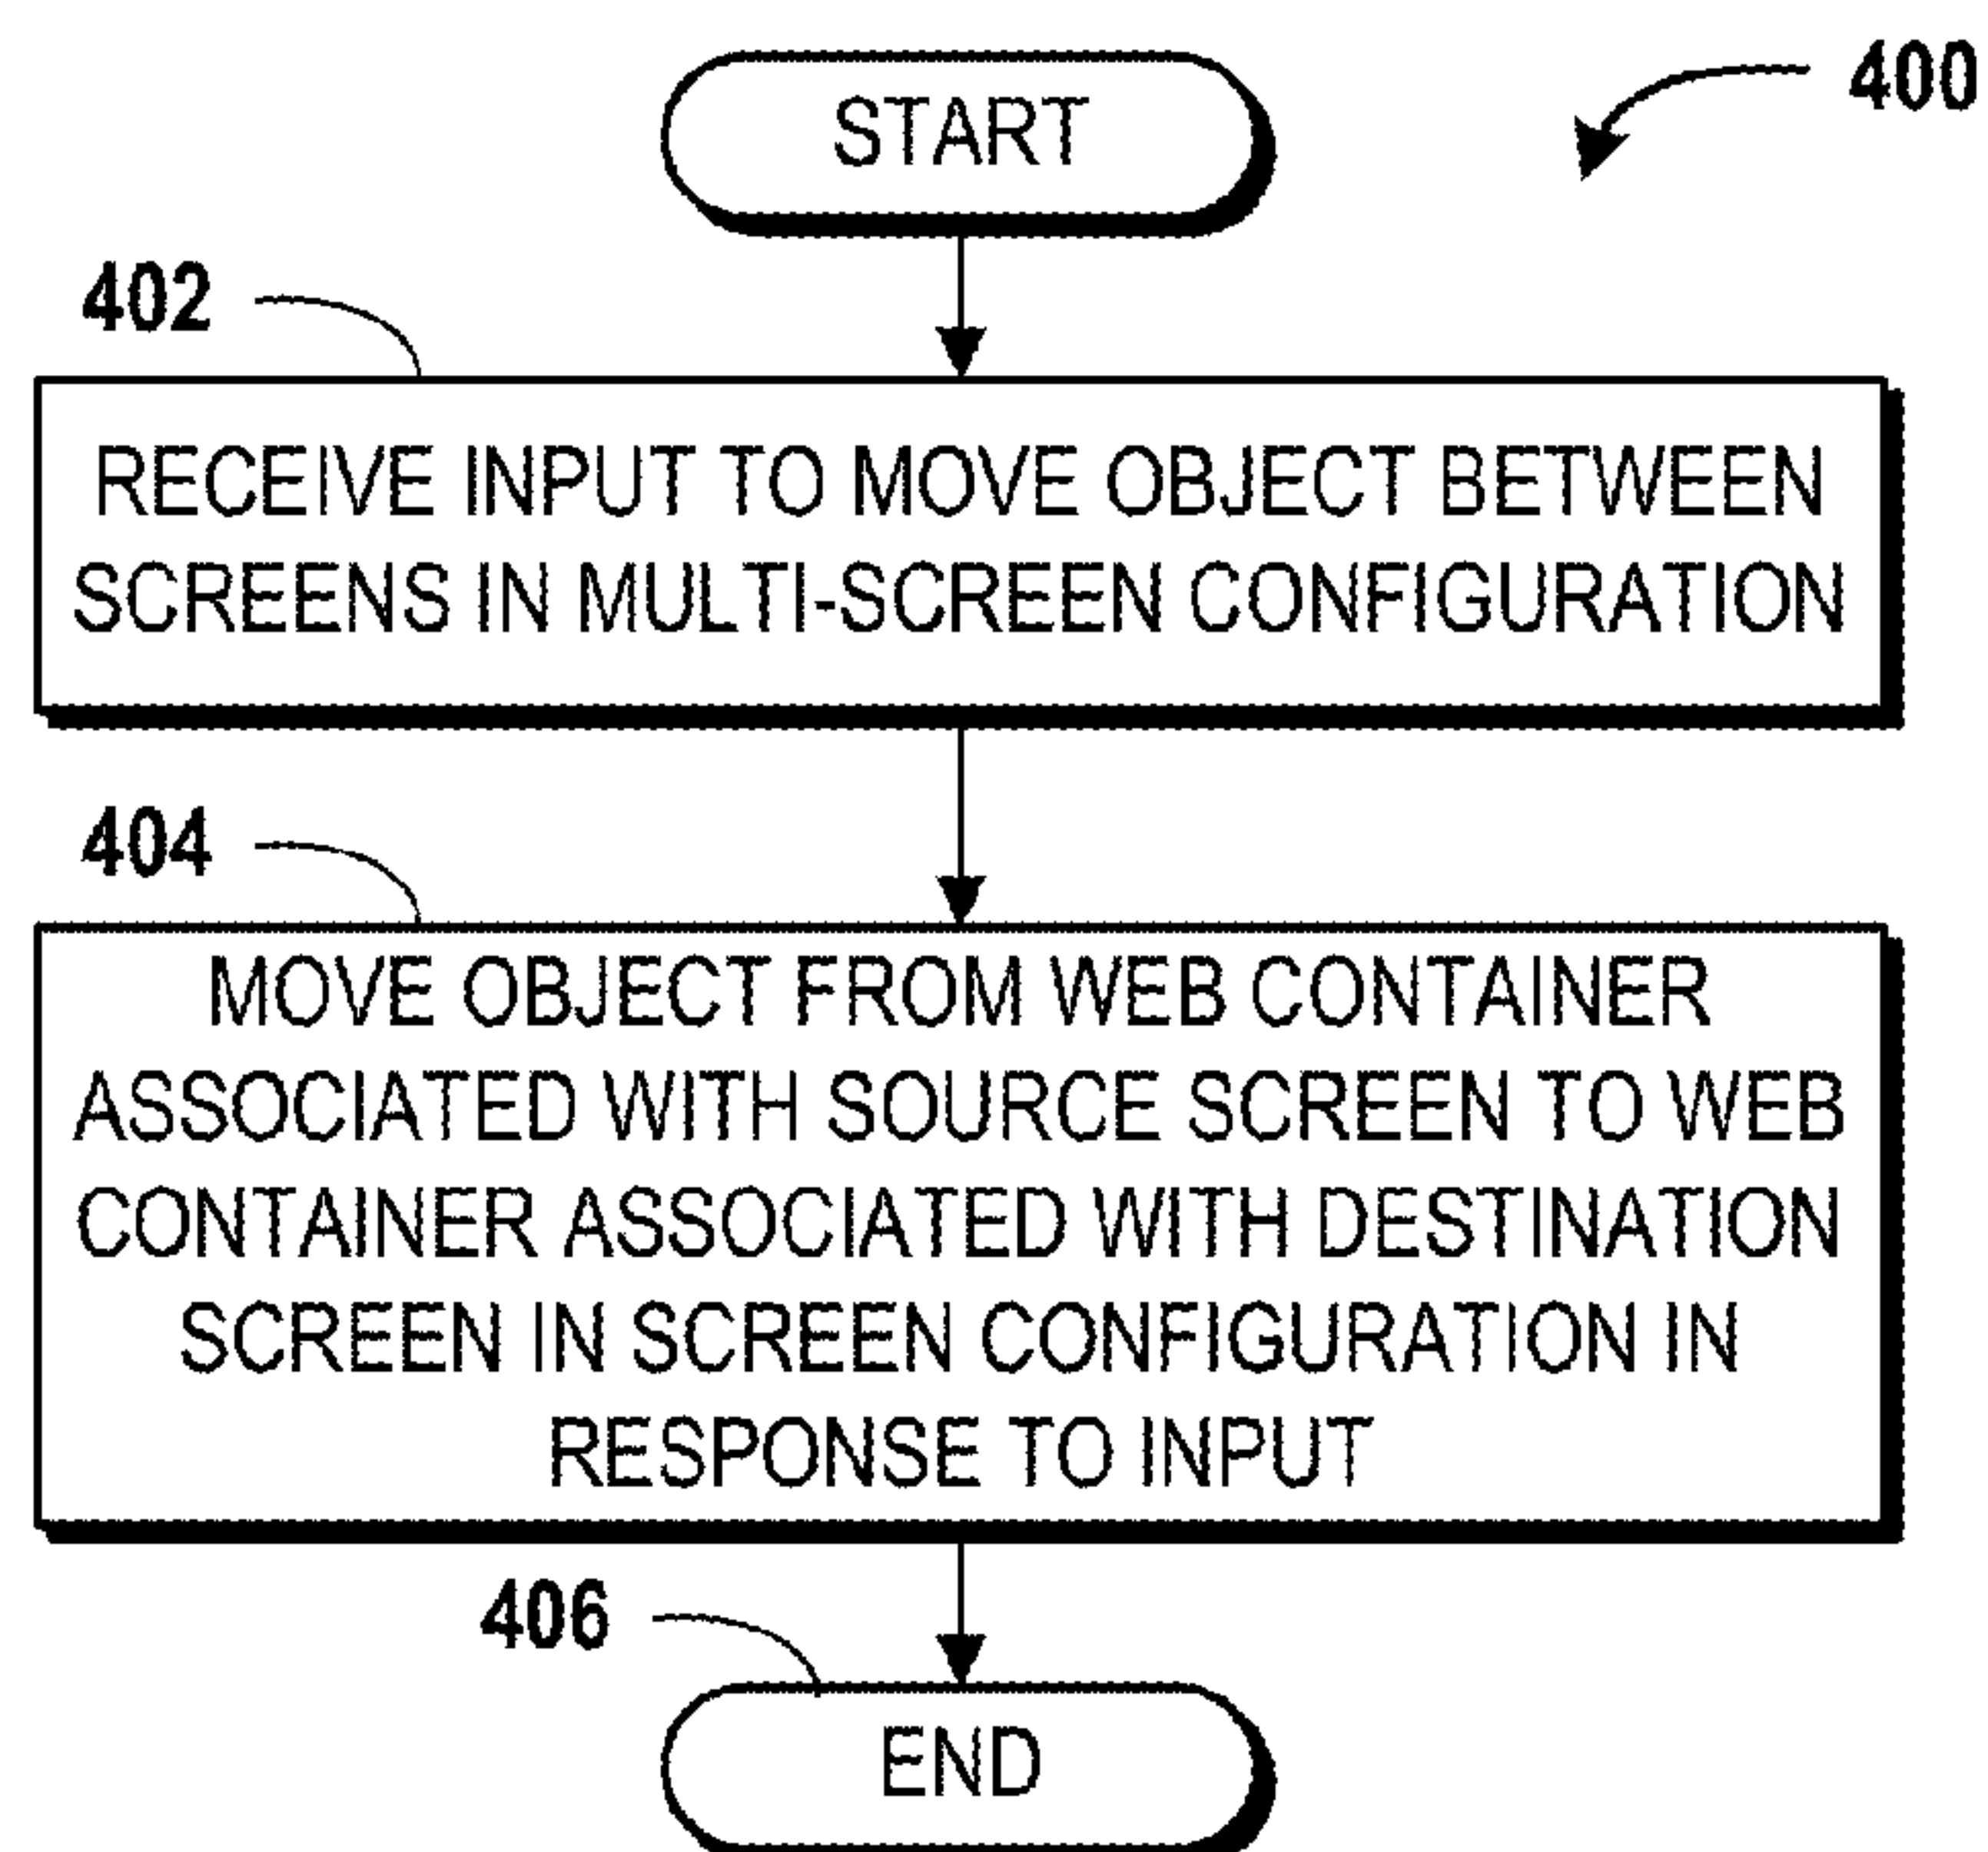 START
400
402
RECEIVE INPUT TO MOVE OBJECT BETWEEN
SCREENS IN MULTI-SCREEN CONFIGURATION
404
MOVE OBJECT FROM WEB CONTAINER
ASSOCIATED WITH SOURCE SCREEN TO WEB
CONTAINER ASSOCIATED WITH DESTINATION
SCREEN IN SCREEN CONFIGURATION IN
RESPONSE TO INPUT
406
END